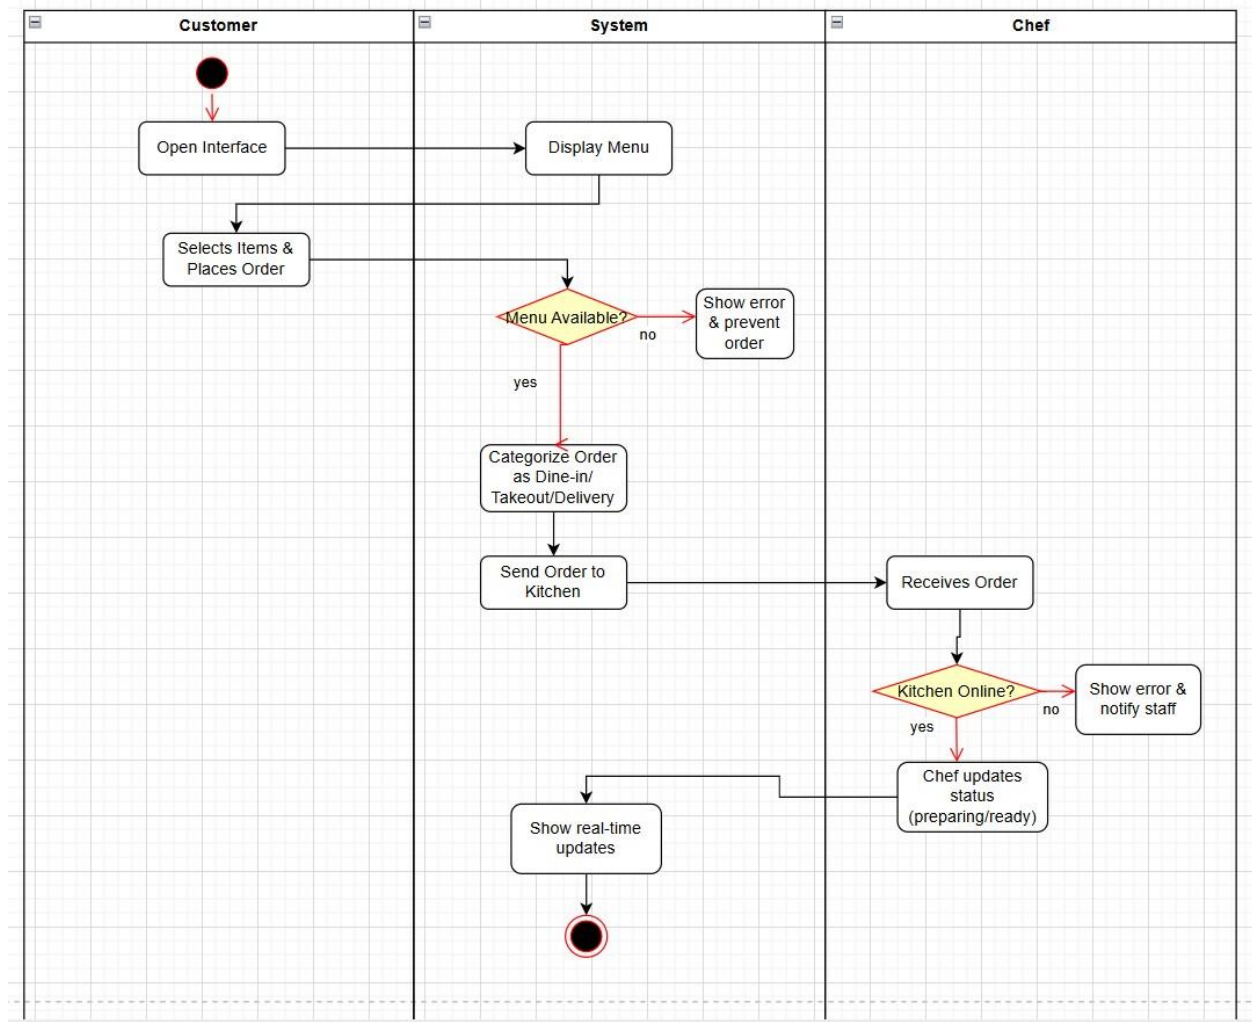 Customer
System
Chef
Open Interface
Display Menu
Selects Items &
Places Order
Menu Available?
no
Show error
& prevent
order
yes
Categorize Order
as Dine-in/
Takeout/Delivery
Send Order to
Kitchen
Receives Order
Kitchen Online?
no
Show error &
notify staff
yes
Chef updates
status
(preparing/ready)
Show real-time
updates